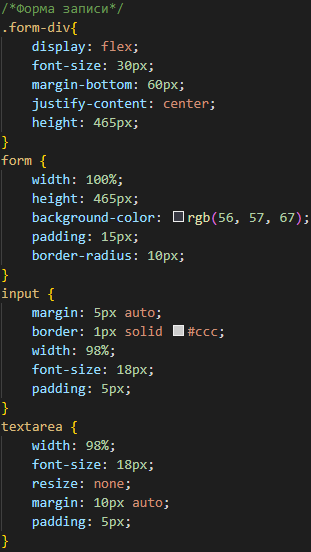 /*Форма записи*/
.form-div{
    display: flex;
    font-size: 30px;
    margin-bottom: 60px;
    justify-content: center;
    height: 465px;
}
form {
    width: 100%;
    height: 465px;
    background-color: rgb(56, 57, 67);
    padding: 15px;
    border-radius: 10px;
}
input {
    margin: 5px auto;
    border: 1px solid #ccc;
    width: 98%;
    font-size: 18px;
    padding: 5px;
}
textarea {
    width: 98%;
    font-size: 18px;
    resize: none;
    margin: 10px auto;
    padding: 5px;
}